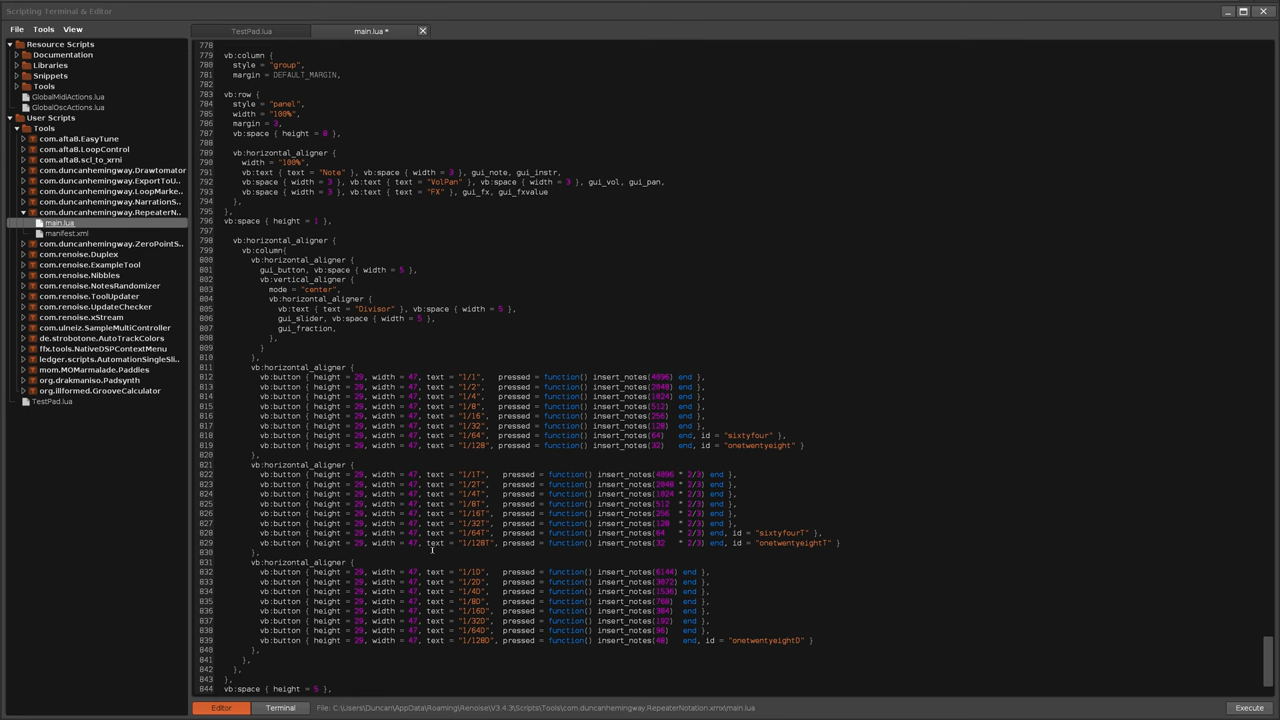 Scripting Terminal & Editor
File Tools View
TestPad.lua main.lua *
Resource Scripts
Documentation
Libraries
Snippets
Tools
GlobalMidiActions.lua
GlobalOscActions.lua
User Scripts
Tools
com.afta8.EasyTune
com.afta8.LoopControl
com.afta8.scl_to_xrni
com.duncanhemingway.Drawtomator
com.duncanhemingway.ExportToU..
com.duncanhemingway.LoopMarke..
com.duncanhemingway.NarrationS..
com.duncanhemingway.RepeaterN..
main.lua
manifest.xml
com.duncanhemingway.ZeroPointS..
com.renoise.Duplex
com.renoise.ExampleTool
com.renoise.Nibbles
com.renoise.NotesRandomizer
com.renoise.ToolUpdater
com.renoise.UpdateChecker
com.renoise.xStream
com.ulneiz.SampleMultiController
de.strobotone.AutoTrackColors
ffx.tools.NativeDSPContextMenu
ledger.scripts.AutomationSingleSli..
mom.MOMarmalade.Paddles
org.drakmaniso.Padsynth
org.illformed.GrooveCalculator
TestPad.lua
778
779 vb:column {
780 style = "group",
781 margin = DEFAULT_MARGIN,
782
783 vb:row {
784 style = "panel",
785 width = "100%",
786 margin = 3,
787 vb:space { height = 8 },
788
789 vb:horizontal_aligner {
790 width = "100%",
791 vb:text { text = "Note" }, vb:space { width = 3 }, gui_note, gui_instr,
792 vb:space { width = 3 }, vb:text { text = "VolPan" }, vb:space { width = 3 }, gui_vol, gui_pan,
793 vb:space { width = 3 }, vb:text { text = "FX" }, gui_fx, gui_fxvalue
794 },
795 },
796 vb:space { height = 1 },
797
798 vb:horizontal_aligner {
799 vb:column{
800 vb:horizontal_aligner {
801 gui_button, vb:space { width = 5 },
802 vb:vertical_aligner {
803 mode = "center",
804 vb:horizontal_aligner {
805 vb:text { text = "Divisor" }, vb:space { width = 5 },
806 gui_slider, vb:space { width = 5 },
807 gui_fraction,
808 },
809 }
810 },
811 vb:horizontal_aligner {
812 vb:button { height = 29, width = 47, text = "1/1", pressed = function() insert_notes(4096) end },
813 vb:button { height = 29, width = 47, text = "1/2", pressed = function() insert_notes(2048) end },
814 vb:button { height = 29, width = 47, text = "1/4", pressed = function() insert_notes(1024) end },
815 vb:button { height = 29, width = 47, text = "1/8", pressed = function() insert_notes(512) end },
816 vb:button { height = 29, width = 47, text = "1/16", pressed = function() insert_notes(256) end },
817 vb:button { height = 29, width = 47, text = "1/32", pressed = function() insert_notes(128) end },
818 vb:button { height = 29, width = 47, text = "1/64", pressed = function() insert_notes(64) end, id = "sixtyfour" },
819 vb:button { height = 29, width = 47, text = "1/128", pressed = function() insert_notes(32) end, id = "onetwentyeight" }
820 },
821 vb:horizontal_aligner {
822 vb:button { height = 29, width = 47, text = "1/1T", pressed = function() insert_notes(4096 * 2/3) end },
823 vb:button { height = 29, width = 47, text = "1/2T", pressed = function() insert_notes(2048 * 2/3) end },
824 vb:button { height = 29, width = 47, text = "1/4T", pressed = function() insert_notes(1024 * 2/3) end },
825 vb:button { height = 29, width = 47, text = "1/8T", pressed = function() insert_notes(512 * 2/3) end },
826 vb:button { height = 29, width = 47, text = "1/16T", pressed = function() insert_notes(256 * 2/3) end },
827 vb:button { height = 29, width = 47, text = "1/32T", pressed = function() insert_notes(128 * 2/3) end },
828 vb:button { height = 29, width = 47, text = "1/64T", pressed = function() insert_notes(64 * 2/3) end, id = "sixtyfourT" },
829 vb:button { height = 29, width = 47, text = "1/128T", pressed = function() insert_notes(32 * 2/3) end, id = "onetwentyeightT" }
830 },
831 vb:horizontal_aligner {
832 vb:button { height = 29, width = 47, text = "1/1D", pressed = function() insert_notes(6144) end },
833 vb:button { height = 29, width = 47, text = "1/2D", pressed = function() insert_notes(3072) end },
834 vb:button { height = 29, width = 47, text = "1/4D", pressed = function() insert_notes(1536) end },
835 vb:button { height = 29, width = 47, text = "1/8D", pressed = function() insert_notes(768) end },
836 vb:button { height = 29, width = 47, text = "1/16D", pressed = function() insert_notes(384) end },
837 vb:button { height = 29, width = 47, text = "1/32D", pressed = function() insert_notes(192) end },
838 vb:button { height = 29, width = 47, text = "1/64D", pressed = function() insert_notes(96) end },
839 vb:button { height = 29, width = 47, text = "1/128D", pressed = function() insert_notes(48) end, id = "onetwentyeightD" }
840 },
841 },
842 },
843 },
844 vb:space { height = 5 },
Editor Terminal File: C:\Users\Duncan\AppData\Roaming\Renoise\V3.4.3\Scripts\Tools\com.duncanhemingway.RepeaterNotation.xrnx\main.lua Execute